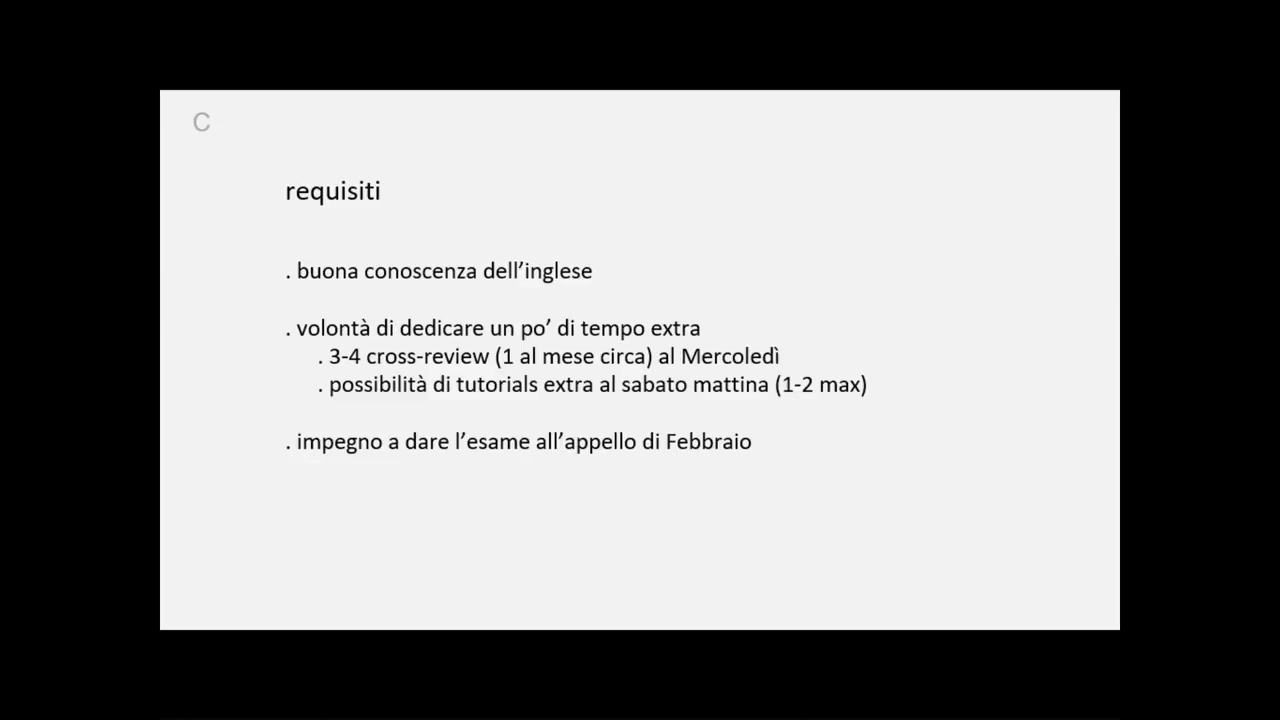 C
requisiti
. buona conoscenza dell’inglese
. volontà di dedicare un po’ di tempo extra
. 3-4 cross-review (1 al mese circa) al Mercoledì
. possibilità di tutorials extra al sabato mattina (1-2 max)
. impegno a dare l’esame all’appello di Febbraio